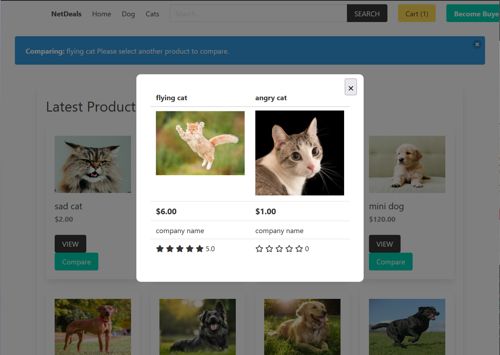 NetDeals Home Dog Cats Search SEARCH Cart (1) Become Buye
Comparing: flying cat Please select another product to compare.
×
×
flying cat angry cat
Latest Product
$6.00 $1.00
sad cat mini dog
$2.00 $120.00
company name company name
VIEW VIEW
5.0 0
Compare Compare